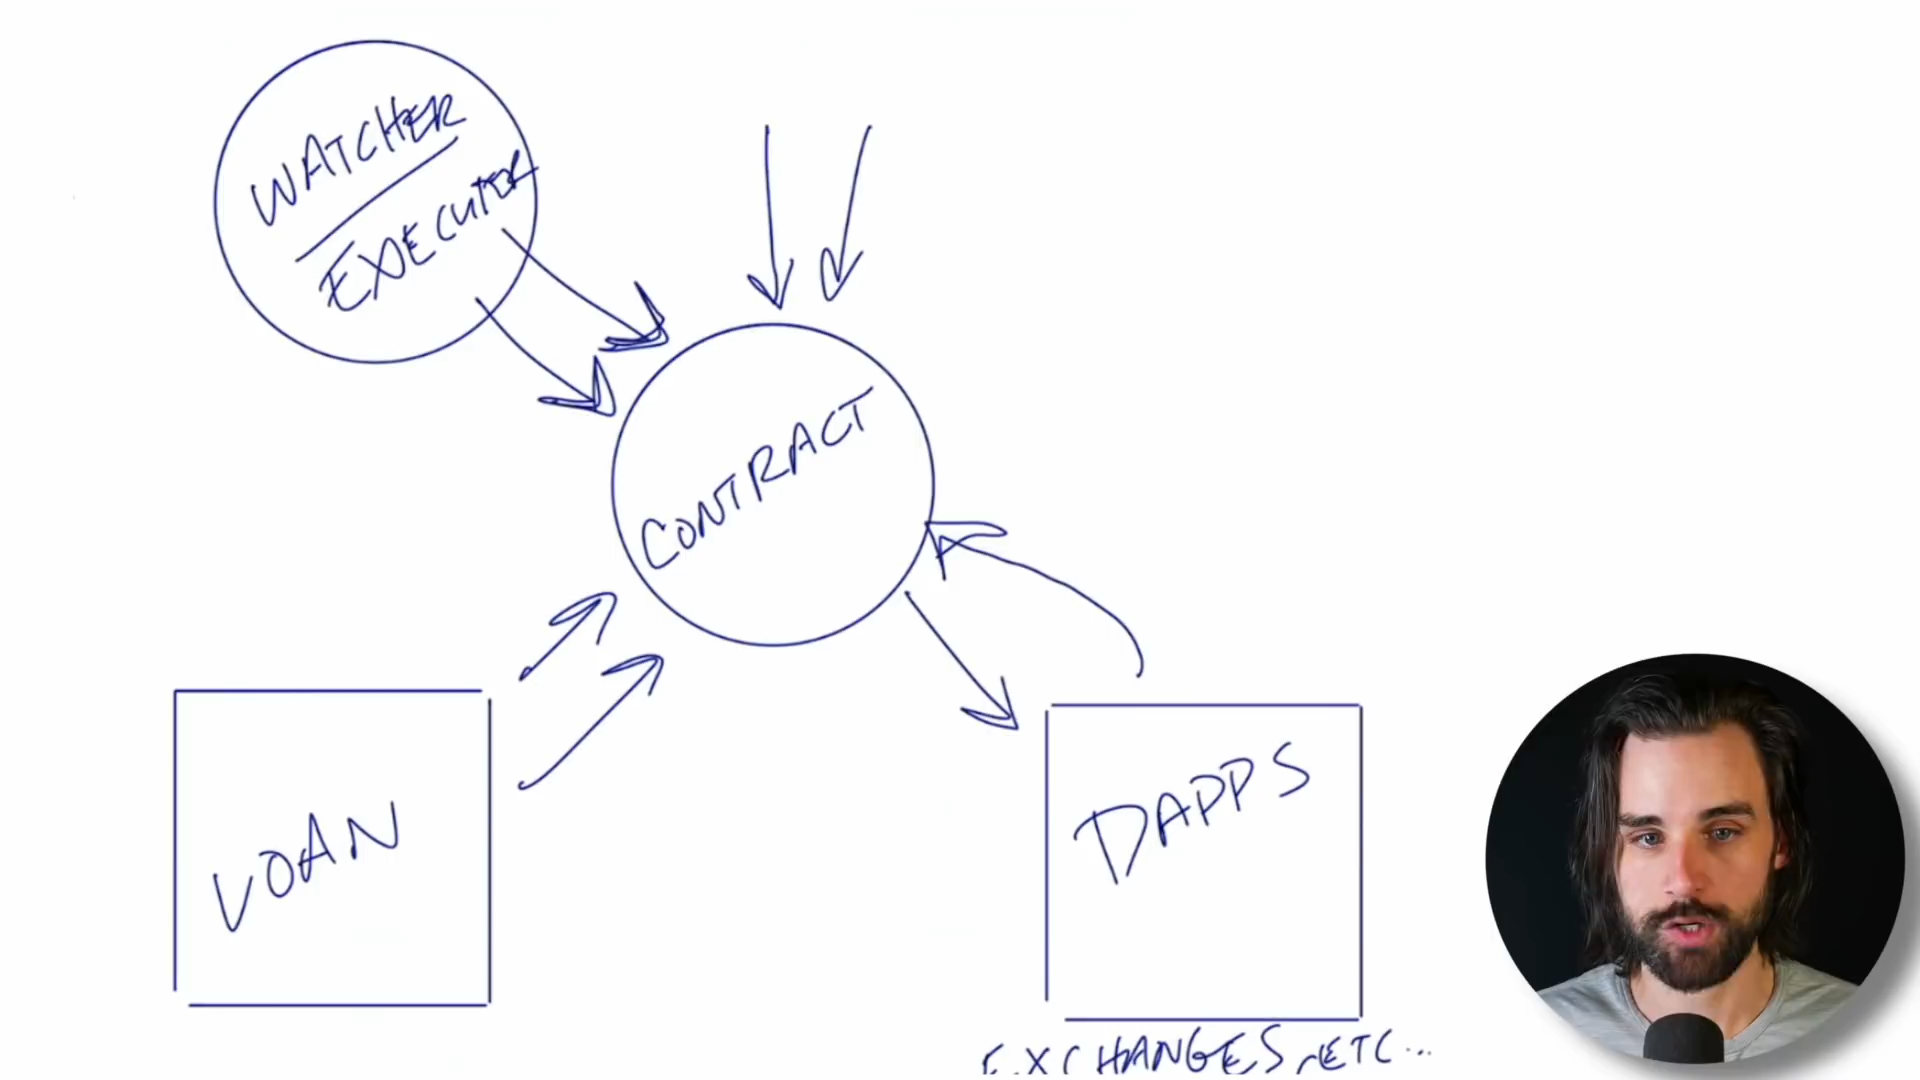 WATCHER
EXECUTER
CONTRACT
LOAN
DAPPS
EXCHANGES, ETC...